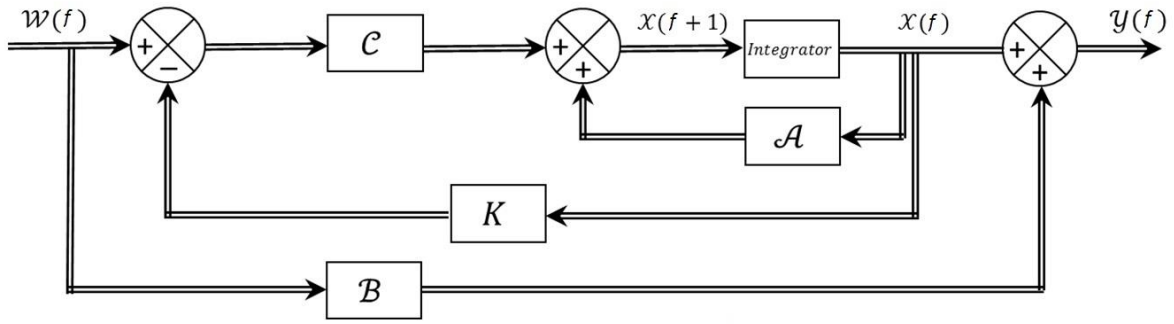 𝒲(f)
𝒳(f + 1)
𝒳(f)
𝒴(f)
+
−
𝒞
+
+
Integrator
+
+
𝒜
K
ℬ